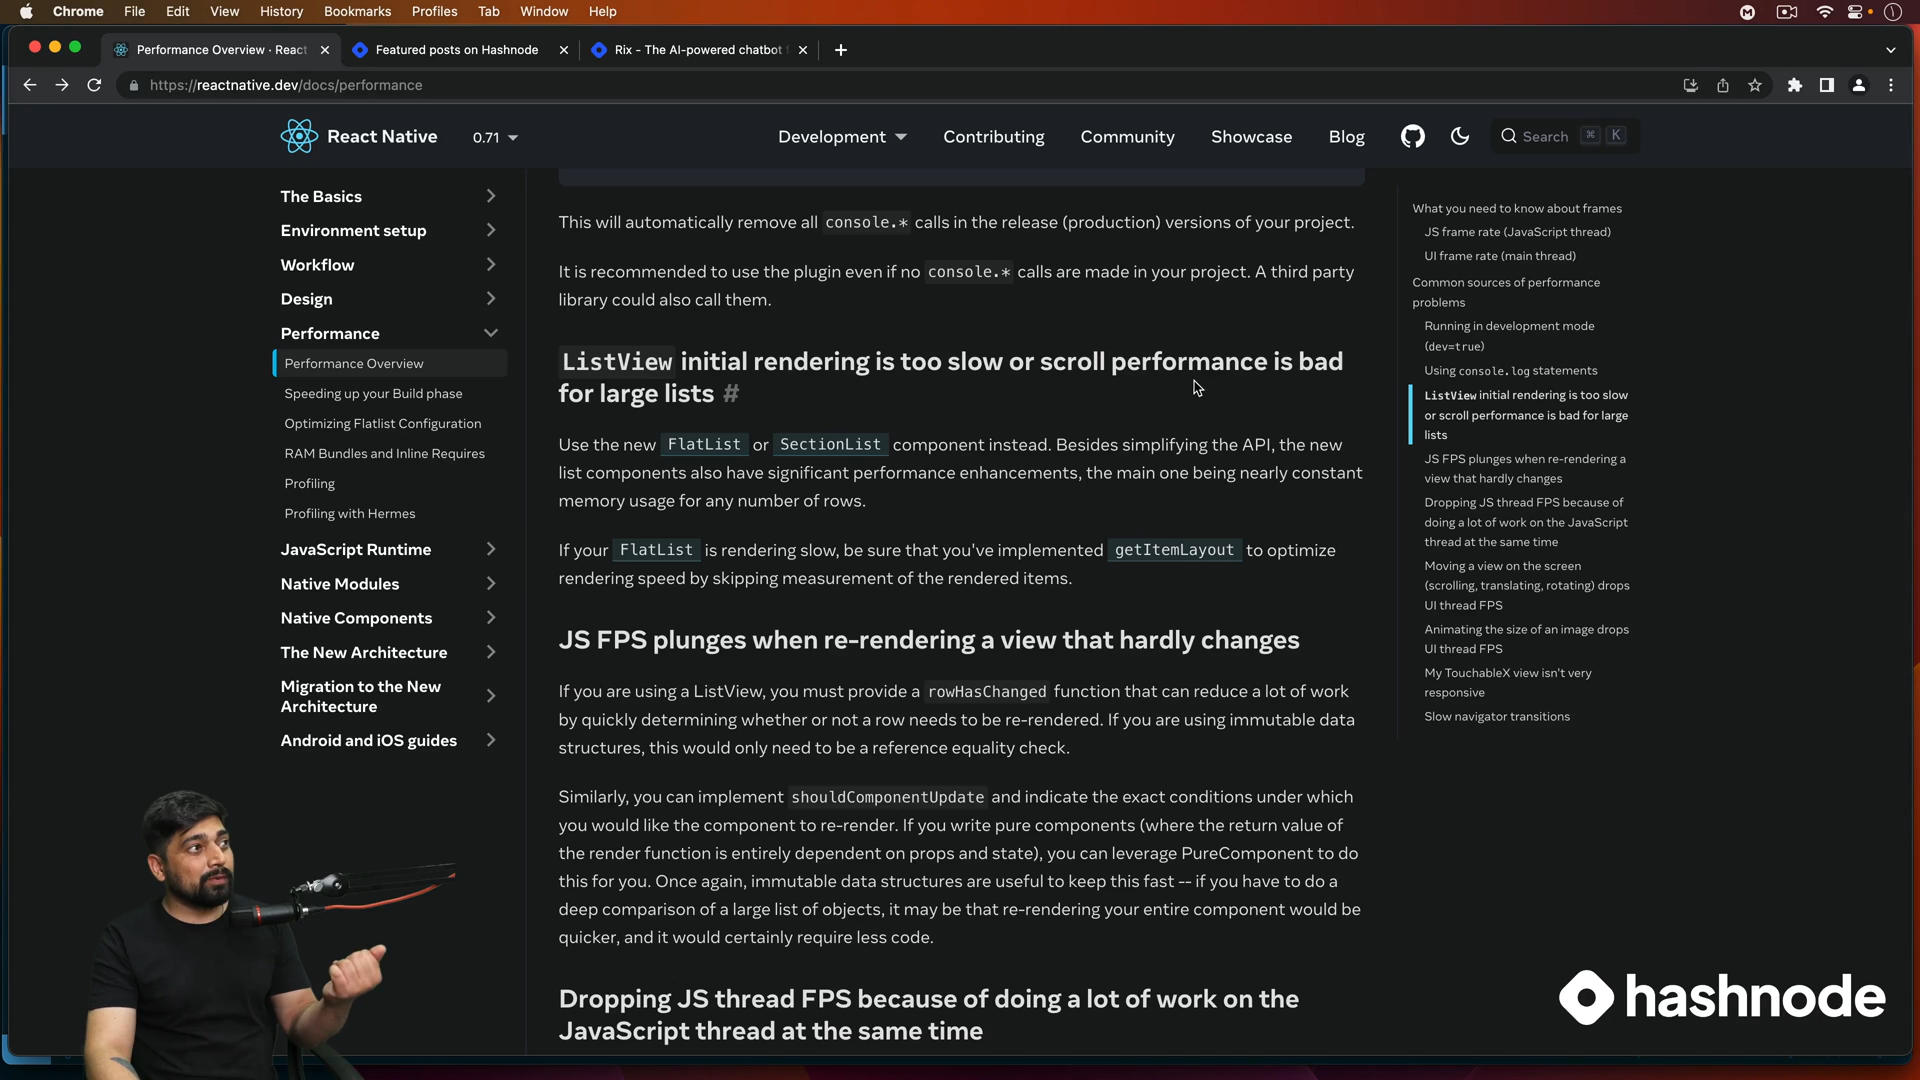 Chrome File Edit View History Bookmarks Profiles Tab Window Help
Performance Overview · React
Featured posts on Hashnode
Rix - The AI-powered chatbot
https://reactnative.dev/docs/performance
React Native
0.71
Development
Contributing
Community
Showcase
Blog
Search ⌘ K
The Basics
Environment setup
Workflow
Design
Performance
Performance Overview
Speeding up your Build phase
Optimizing Flatlist Configuration
RAM Bundles and Inline Requires
Profiling
Profiling with Hermes
JavaScript Runtime
Native Modules
Native Components
The New Architecture
Migration to the New
Architecture
Android and iOS guides
This will automatically remove all console.* calls in the release (production) versions of your project.
It is recommended to use the plugin even if no console.* calls are made in your project. A third party
library could also call them.
ListView initial rendering is too slow or scroll performance is bad
for large lists #
Use the new FlatList or SectionList component instead. Besides simplifying the API, the new
list components also have significant performance enhancements, the main one being nearly constant
memory usage for any number of rows.
If your FlatList is rendering slow, be sure that you've implemented getItemLayout to optimize
rendering speed by skipping measurement of the rendered items.
JS FPS plunges when re-rendering a view that hardly changes
If you are using a ListView, you must provide a rowHasChanged function that can reduce a lot of work
by quickly determining whether or not a row needs to be re-rendered. If you are using immutable data
structures, this would only need to be a reference equality check.
Similarly, you can implement shouldComponentUpdate and indicate the exact conditions under which
you would like the component to re-render. If you write pure components (where the return value of
the render function is entirely dependent on props and state), you can leverage PureComponent to do
this for you. Once again, immutable data structures are useful to keep this fast -- if you have to do a
deep comparison of a large list of objects, it may be that re-rendering your entire component would be
quicker, and it would certainly require less code.
Dropping JS thread FPS because of doing a lot of work on the
JavaScript thread at the same time
What you need to know about frames
JS frame rate (JavaScript thread)
UI frame rate (main thread)
Common sources of performance
problems
Running in development mode
(dev=true)
Using console.log statements
ListView initial rendering is too slow
or scroll performance is bad for large
lists
JS FPS plunges when re-rendering a
view that hardly changes
Dropping JS thread FPS because of
doing a lot of work on the JavaScript
thread at the same time
Moving a view on the screen
(scrolling, translating, rotating) drops
UI thread FPS
Animating the size of an image drops
UI thread FPS
My TouchableX view isn't very
responsive
Slow navigator transitions
hashnode